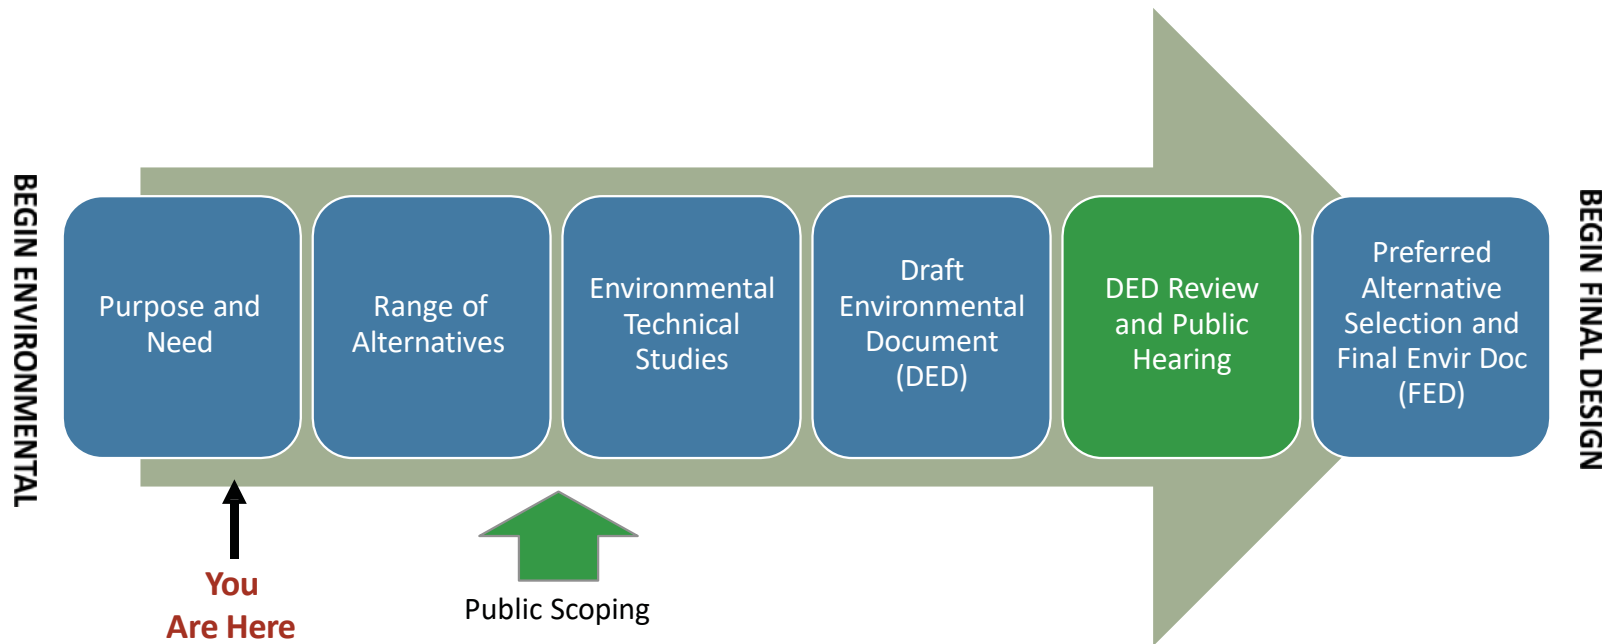 BEGIN ENVIRONMENTAL
Purpose and
Need
Range of
Alternatives
Environmental
Technical
Studies
Draft
Environmental
Document
(DED)
DED Review
and Public
Hearing
Preferred
Alternative
Selection and
Final Envir Doc
(FED)
BEGIN FINAL DESIGN
You
Are Here
Public Scoping